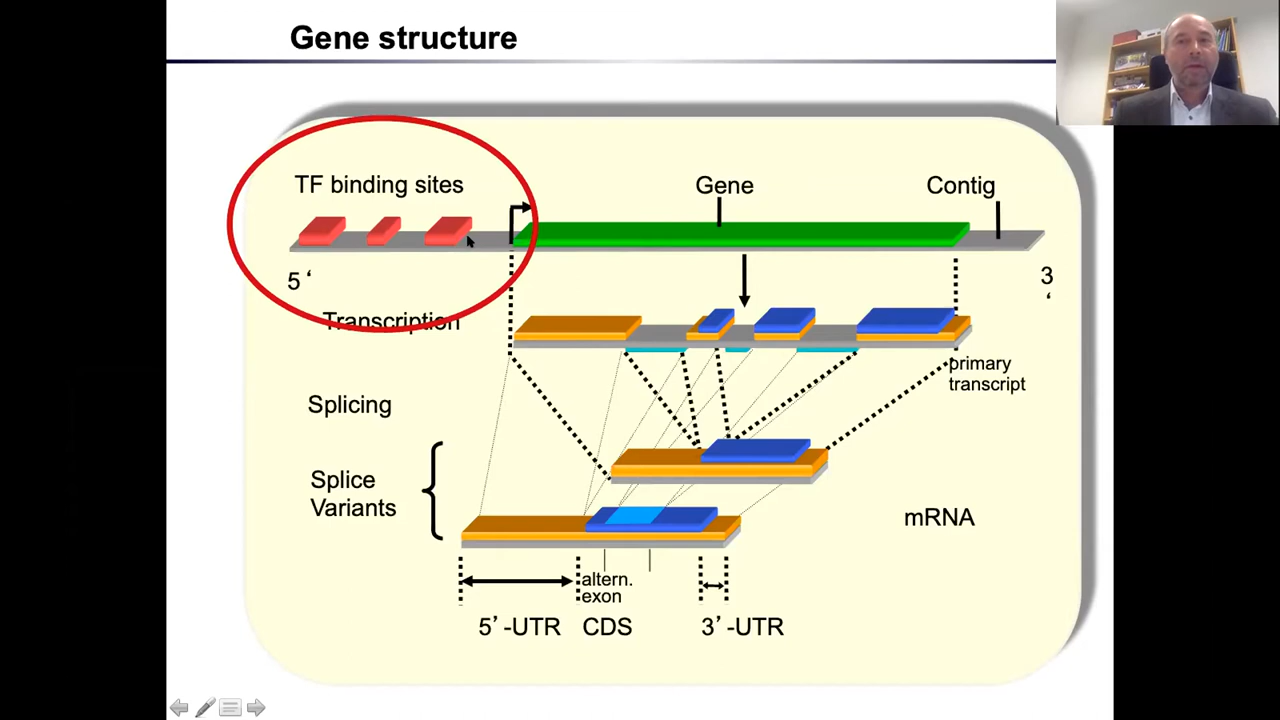 Gene structure
TF binding sites
Gene
Contig
5‘
3
‘
Transcription
primary
transcript
Splicing
Splice
Variants
mRNA
altern.
exon
5’-UTR
CDS
3’-UTR